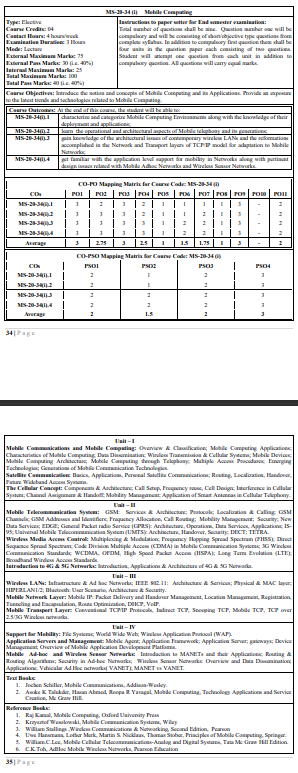 MS-20-34 (i) Mobile Computing
Type: Elective
Course Credits: 04
Contact Hours: 4 hours/week
Examination Duration: 3 Hours
Mode: Lecture
External Maximum Marks: 75
External Pass Marks: 30 (i.e. 40%)
Internal Maximum Marks: 25
Total Maximum Marks: 100
Total Pass Marks: 40 (i.e. 40%)
Instructions to paper setter for End semester examination:
Total number of questions shall be nine. Question number one will be
compulsory and will be consisting of short/objective type questions from
complete syllabus. In addition to compulsory first question there shall be
four units in the question paper each consisting of two questions.
Student will attempt one question from each unit in addition to
compulsory question. All questions will carry equal marks.
Course Objectives: Introduce the notion and concepts of Mobile Computing and its Applications. Provide an exposure
to the latest trends and technologies related to Mobile Computing.
Course Outcomes: At the end of this course, the student will be able to:
MS-20-34(i).1 characterize and categorize Mobile Computing Environments along with the knowledge of their
deployment and applications;
MS-20-34(i).2 learn the operational and architectural aspects of Mobile telephony and its generations;
MS-20-34(i).3 gain knowledge of the architectural issues of contemporary wireless LANs and the reformations
accomplished in the Network and Transport layers of TCP/IP model for adaptation to Mobile
Networks;
MS-20-34(i).4 get familiar with the application level support for mobility in Networks along with pertinent
design issues related with Mobile Adhoc Networks and Wireless Sensor Networks.
CO-PO Mapping Matrix for Course Code: MS-20-34 (i)
COs PO1 PO2 PO3 PO4 PO5 PO6 PO7 PO8 PO9 PO10 PO11
MS-20-34(i).1 3 2 3 2 1 1 1 1 3 - 2
MS-20-34(i).2 3 3 3 2 1 1 2 1 3 - 2
MS-20-34(i).3 3 3 3 3 1 2 2 1 3 - 2
MS-20-34(i).4 3 3 3 3 1 2 2 1 3 - 2
Average 3 2.75 3 2.5 1 1.5 1.75 1 3 - 2
CO-PSO Mapping Matrix for Course Code: MS-20-34 (i)
COs PSO1 PSO2 PSO3 PSO4
MS-20-34(i).1 2 1 2 3
MS-20-34(i).2 2 1 2 3
MS-20-34(i).3 2 2 2 3
MS-20-34(i).4 2 2 2 3
Average 2 1.5 2 3
34 | Page
Unit – I
Mobile Communications and Mobile Computing: Overview & Classification; Mobile Computing Applications;
Characteristics of Mobile Computing, Data Dissemination; Wireless Transmission & Cellular Systems; Mobile Devices;
Mobile Computing Architecture; Mobile Computing through Telephony; Multiple Access Procedures; Emerging
Technologies; Generations of Mobile Communication Technologies.
Satellite Communication: Basics, Applications, Personal Satellite Communications; Routing, Localization, Handover,
Future Wideband Access Systems.
The Cellular Concept: Components & Architecture; Call Setup, Frequency reuse, Cell Design; Interference in Cellular
System; Channel Assignment & Handoff; Mobility Management; Application of Smart Antennas in Cellular Telephony.
Unit – II
Mobile Telecommunication System: GSM: Services & Architecture; Protocols; Localization & Calling; GSM
Channels; GSM Addresses and Identifiers; Frequency Allocation, Call Routing; Mobility Management; Security; New
Data Services; EDGE; General Packet radio Service (GPRS): Architecture, Operations, Data Services, Applications; IS-
95; Universal Mobile Telecommunication System (UMTS): Architecture, Handover, Security; DECT; TETRA.
Wireless Media Access Control: Multiplexing & Modulation; Frequency Hopping Spread Spectrum (FHSS); Direct
Sequence Spread Spectrum; Code Division Multiple Access (CDMA) in Mobile Communication Systems; 3G Wireless
Communication Standards; WCDMA, OFDM, High Speed Packet Access (HSPA); Long Term Evolution (LTE);
Broadband Wireless Access Standards.
Introduction to 4G & 5G Networks: Introduction, Applications & Architecture of 4G & 5G Networks.
Unit – III
Wireless LANs: Infrastructure & Ad hoc Networks; IEEE 802.11: Architecture & Services; Physical & MAC layer;
HIPERLAN1/2; Bluetooth: User Scenario, Architecture & Security.
Mobile Network Layer: Mobile IP: Packet Delivery and Handover Management, Location Management, Registration,
Tunneling and Encapsulation, Route Optimization, DHCP, VoIP.
Mobile Transport Layer: Conventional TCP/IP Protocols, Indirect TCP, Snooping TCP, Mobile TCP, TCP over
2.5/3G Wireless networks.
Unit – IV
Support for Mobility: File Systems, World Wide Web; Wireless Application Protocol (WAP).
Application Servers and Management: Mobile Agent; Application Framework; Application Server; gateways; Device
Management; Overview of Mobile Application Development Platforms.
Mobile Ad-hoc and Wireless Sensor Networks: Introduction to MANETs and their Applications; Routing &
Routing Algorithms; Security in Ad-hoc Networks; Wireless Sensor Networks: Overview and Data Dissemination;
Applications; Vehicular Ad Hoc networks( VANET); MANET vs VANET.
Text Books:
1. Jochen Schiller, Mobile Communications, Addison-Wesley.
2. Asoke K Talukder, Hasan Ahmed, Roopa R Yavagal, Mobile Computing, Technology Applications and Service
Creation, Mc Graw Hill.
Reference Books:
1. Raj Kamal, Mobile Computing, Oxford University Press
2. Krzysztof Wesolowski, Mobile Communication Systems, Wiley
3. William Stallings ,Wireless Communications & Networking, Second Edition, Pearson
4. Uwe Hansmann, Lother Merk, Martin S. Nicklaus, Thomas Stober, Principles of Mobile Computing, Springer.
5. William.C.Lee, Mobile Cellular Telecommunications-Analog and Digital Systems, Tata Mc Graw Hill Edition.
6. C.K.Toh, AdHoc Mobile Wireless Networks, Pearson Education
35 | Page